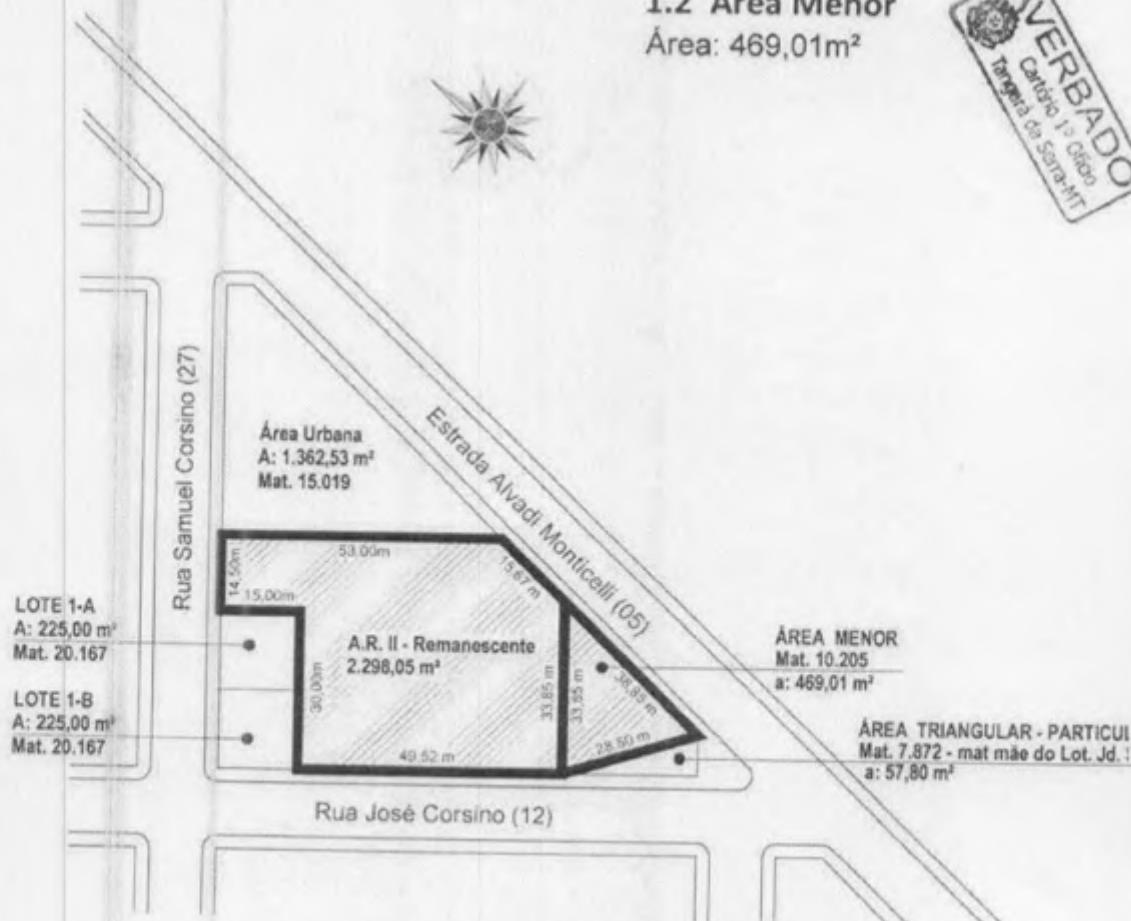 1.2 Área Menor
Área: 469,01m²
AVERBADO
Cartório 1º Ofício
Tangará da Serra-MT
Rua Samuel Corsino (27)
Estrada Alvadi Monticelli (05)
Área Urbana
A: 1.362,53 m²
Mat. 15.019
53,00m
14,50m
15,00m
15,67 m
LOTE 1-A
A: 225,00 m²
Mat. 20.167
A.R. II - Remanescente
2.298,05 m²
30,00m
33,85 m
33,85 m
38,85 m
28,50 m
49,52 m
ÁREA MENOR
Mat. 10.205
a: 469,01 m²
LOTE 1-B
A: 225,00 m²
Mat. 20.167
ÁREA TRIANGULAR - PARTICUL
Mat. 7.872 - mat mãe do Lot. Jd.
a: 57,80 m²
Rua José Corsino (12)